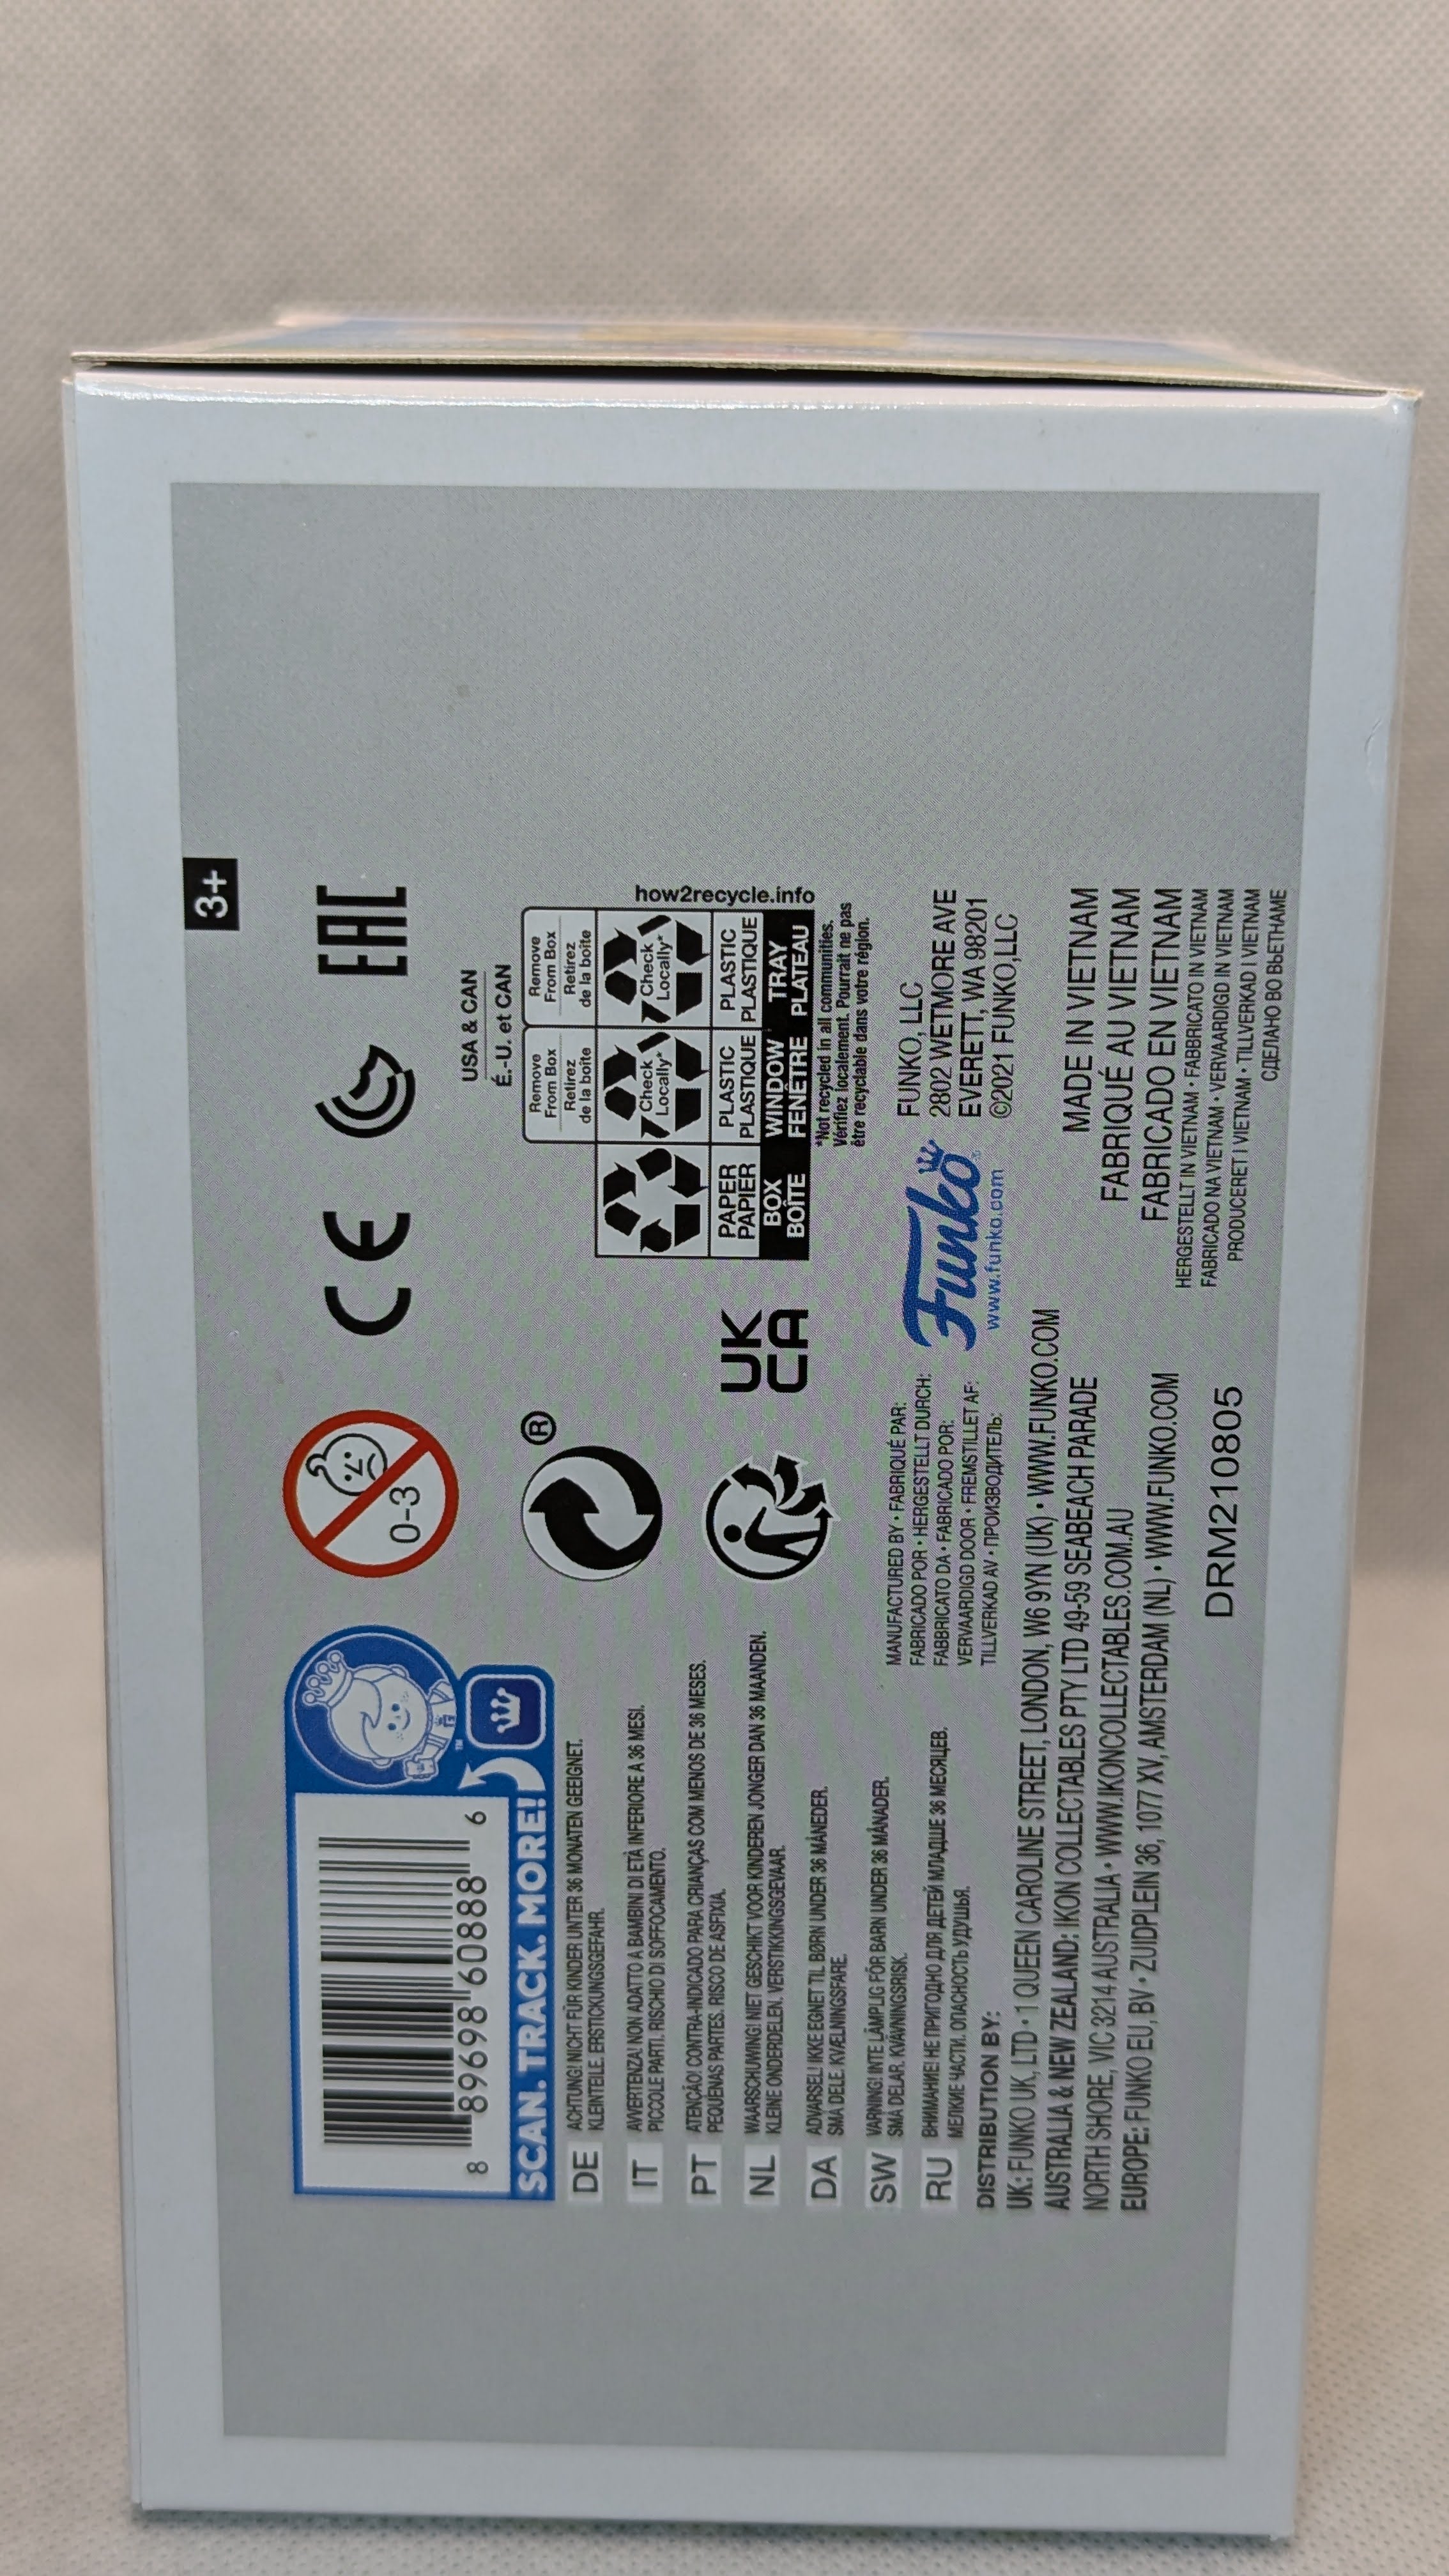 3+
0-3
CE
EAC
8 89698 60888 6
™
SCAN. TRACK. MORE!
®
UK
CA
USA & CAN
É.-U. et CAN
Remove
From Box
Retirez
de la boîte
Remove
From Box
Retirez
de la boîte
Check
Locally*
Check
Locally*
PAPER
PAPIER
PLASTIC
PLASTIQUE
PLASTIC
PLASTIQUE
BOX
BOÎTE
WINDOW
FENÊTRE
TRAY
PLATEAU
how2recycle.info
*Not recycled in all communities.
Vérifiez localement. Pourrait ne pas
être recyclable dans votre région.
DE ACHTUNG! NICHT FÜR KINDER UNTER 36 MONATEN GEEIGNET.
KLEINTEILE. ERSTICKUNGSGEFAHR.
IT AVVERTENZA! NON ADATTO A BAMBINI DI ETÀ INFERIORE A 36 MESI.
PICCOLE PARTI. RISCHIO DI SOFFOCAMENTO.
PT ATENÇÃO! CONTRA-INDICADO PARA CRIANÇAS COM MENOS DE 36 MESES.
PEQUENAS PARTES. RISCO DE ASFIXIA.
NL WAARSCHUWING! NIET GESCHIKT VOOR KINDEREN JONGER DAN 36 MAANDEN.
KLEINE ONDERDELEN. VERSTIKKINGSGEVAAR.
DA ADVARSEL! IKKE EGNET TIL BØRN UNDER 36 MÅNEDER.
SMÅ DELE. KVÆLNINGSFARE.
SW VARNING! INTE LÄMPLIG FÖR BARN UNDER 36 MÅNADER.
SMÅ DELAR. KVÄVNINGSRISK.
RU ВНИМАНИЕ! НЕ ПРИГОДНО ДЛЯ ДЕТЕЙ МЛАДШЕ 36 МЕСЯЦЕВ.
МЕЛКИЕ ЧАСТИ. ОПАСНОСТЬ УДУШЬЯ.
MANUFACTURED BY • FABRIQUÉ PAR:
FABRICADO POR • HERGESTELLT DURCH:
FABBRICATO DA • FABRICADO POR:
VERVAARDIGD DOOR • FREMSTILLET AF:
TILLVERKAD AV • ПРОИЗВОДИТЕЛЬ:
Funko
www.funko.com
FUNKO, LLC
2802 WETMORE AVE
EVERETT, WA 98201
©2021 FUNKO,LLC
DISTRIBUTION BY:
UK: FUNKO UK, LTD • 1 QUEEN CAROLINE STREET, LONDON, W6 9YN (UK) • WWW.FUNKO.COM
AUSTRALIA & NEW ZEALAND: IKON COLLECTABLES PTY LTD 49-59 SEABEACH PARADE
NORTH SHORE, VIC 3214 AUSTRALIA • WWW.IKONCOLLECTABLES.COM.AU
EUROPE: FUNKO EU, BV • ZUIDPLEIN 36, 1077 XV, AMSTERDAM (NL) • WWW.FUNKO.COM
MADE IN VIETNAM
FABRIQUÉ AU VIETNAM
FABRICADO EN VIETNAM
HERGESTELLT IN VIETNAM • FABBRICATO IN VIETNAM
FABRICADO NA VIETNAM • VERVAARDIGD IN VIETNAM
PRODUCERET I VIETNAM • TILLVERKAD I VIETNAM
СДЕЛАНО ВО ВЬЕТНАМЕ
DRM210805